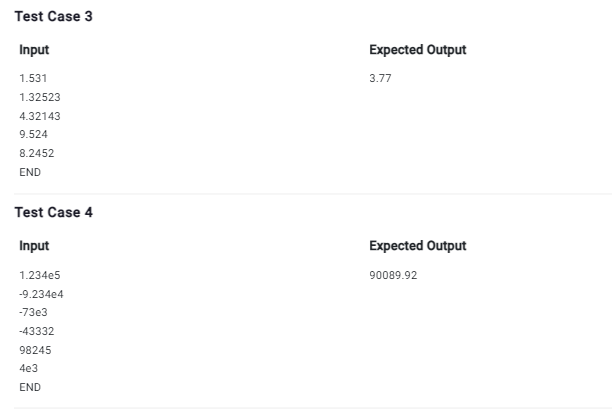 Test Case 3
Input Expected Output
1.531 3.77
1.32523
4.32143
9.524
8.2452
END
Test Case 4
Input Expected Output
1.234e5 90089.92
-9.234e4
-73e3
-43332
98245
4e3
END